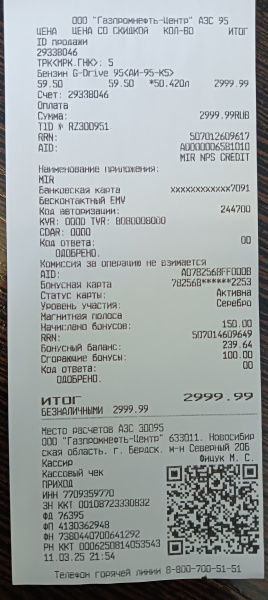 ООО "Газпромнефть-Центр" АЗС 95
ЦЕНА ЦЕНА СО СКИДКОЙ КОЛ-ВО ИТОГ
ID продажи
29338046
ТРК<МРК.ГНК>: 5
Бензин G-Drive 95<АИ-95-К5>
59.50 59.50 *50.420л 2999.99
Счет: 29338046
Оплата
Сумма: 2999.99RUB
TID № RZ300951
RRN: 507012609617
AID: A0000006581010
MIR NPS CREDIT
Наименование приложения:
MIR
Банковская карта xxxxxxxxxxxx7091
Бесконтактный EMV
Код авторизации: 244700
KVR: 0000 TVR: 8080008000
CDAR: 0000
Код ответа: 00
ОДОБРЕНО.
Комиссия за операцию не взимается
AID: A0782568FF000B
Бонусная карта 782568******2253
Статус карты: Активна
Уровень участия: Серебро
Магнитная полоса
Начислено бонусов: 150.00
RRN: 507014609649
Бонусный баланс: 239.64
Сгорающие бонусы: 100.00
Код ответа: 00
ОДОБРЕНО.
ИТОГ 2999.99
БЕЗНАЛИЧНЫМИ 2999.99
Место расчетов АЗС 30095
ООО "Газпромнефть-Центр" 633011. Новосибир
ская область. г. Бердск. м-н Северный 20Б
Кассир Фицук М. С.
Кассовый чек
ПРИХОД
ИНН 7709359770
ЗН ККТ 00108723330832
ФД 76395
ФП 4130362948
ФН 7380440700641292
РН ККТ 0006250814053543
11.03.25 21:54
Телефон горячей линии 8-800-700-51-51